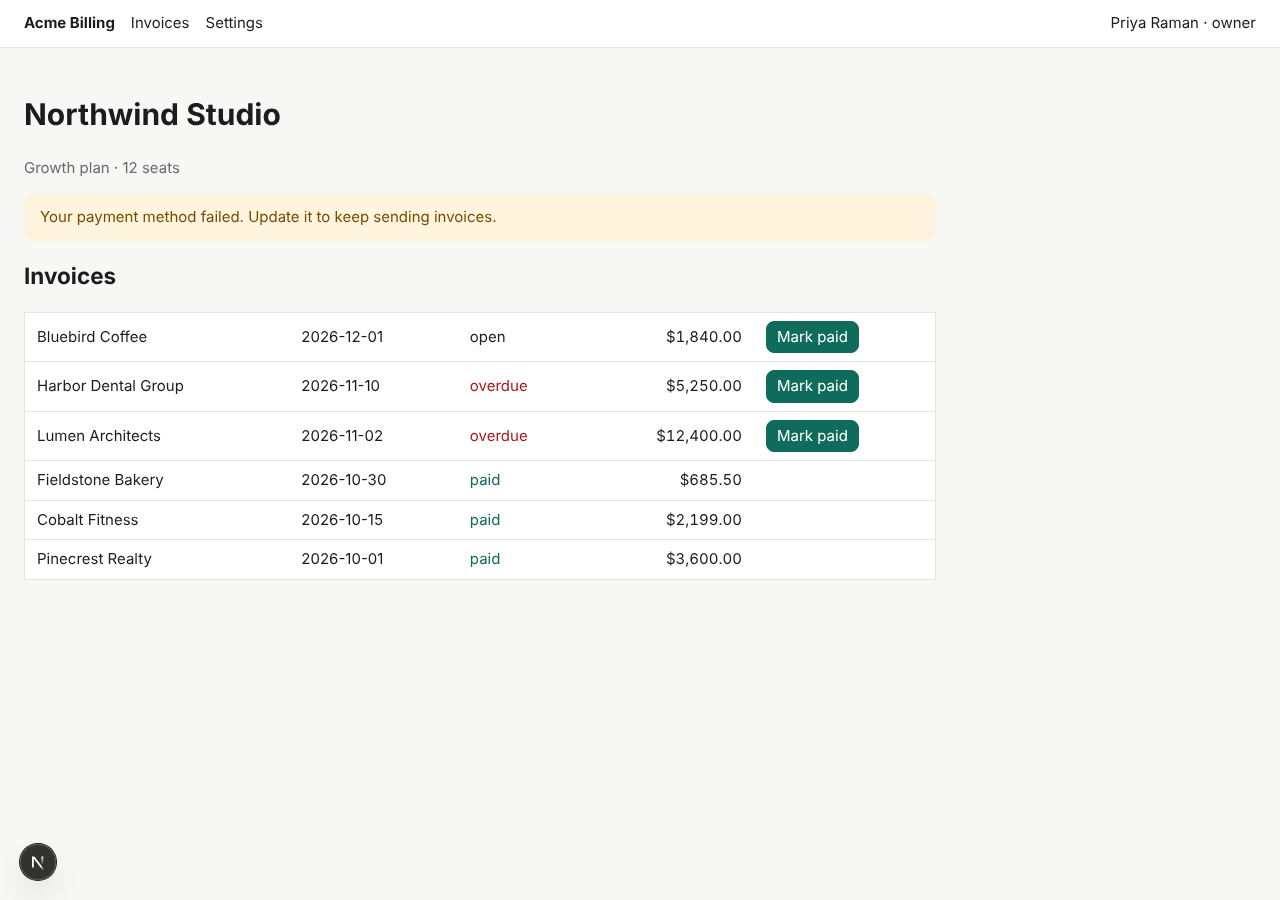 Acme Billing Invoices Settings Priya Raman · owner
Northwind Studio
Growth plan · 12 seats
Your payment method failed. Update it to keep sending invoices.
Invoices
Bluebird Coffee 2026-12-01 open $1,840.00 Mark paid
Harbor Dental Group 2026-11-10 overdue $5,250.00 Mark paid
Lumen Architects 2026-11-02 overdue $12,400.00 Mark paid
Fieldstone Bakery 2026-10-30 paid $685.50
Cobalt Fitness 2026-10-15 paid $2,199.00
Pinecrest Realty 2026-10-01 paid $3,600.00
N